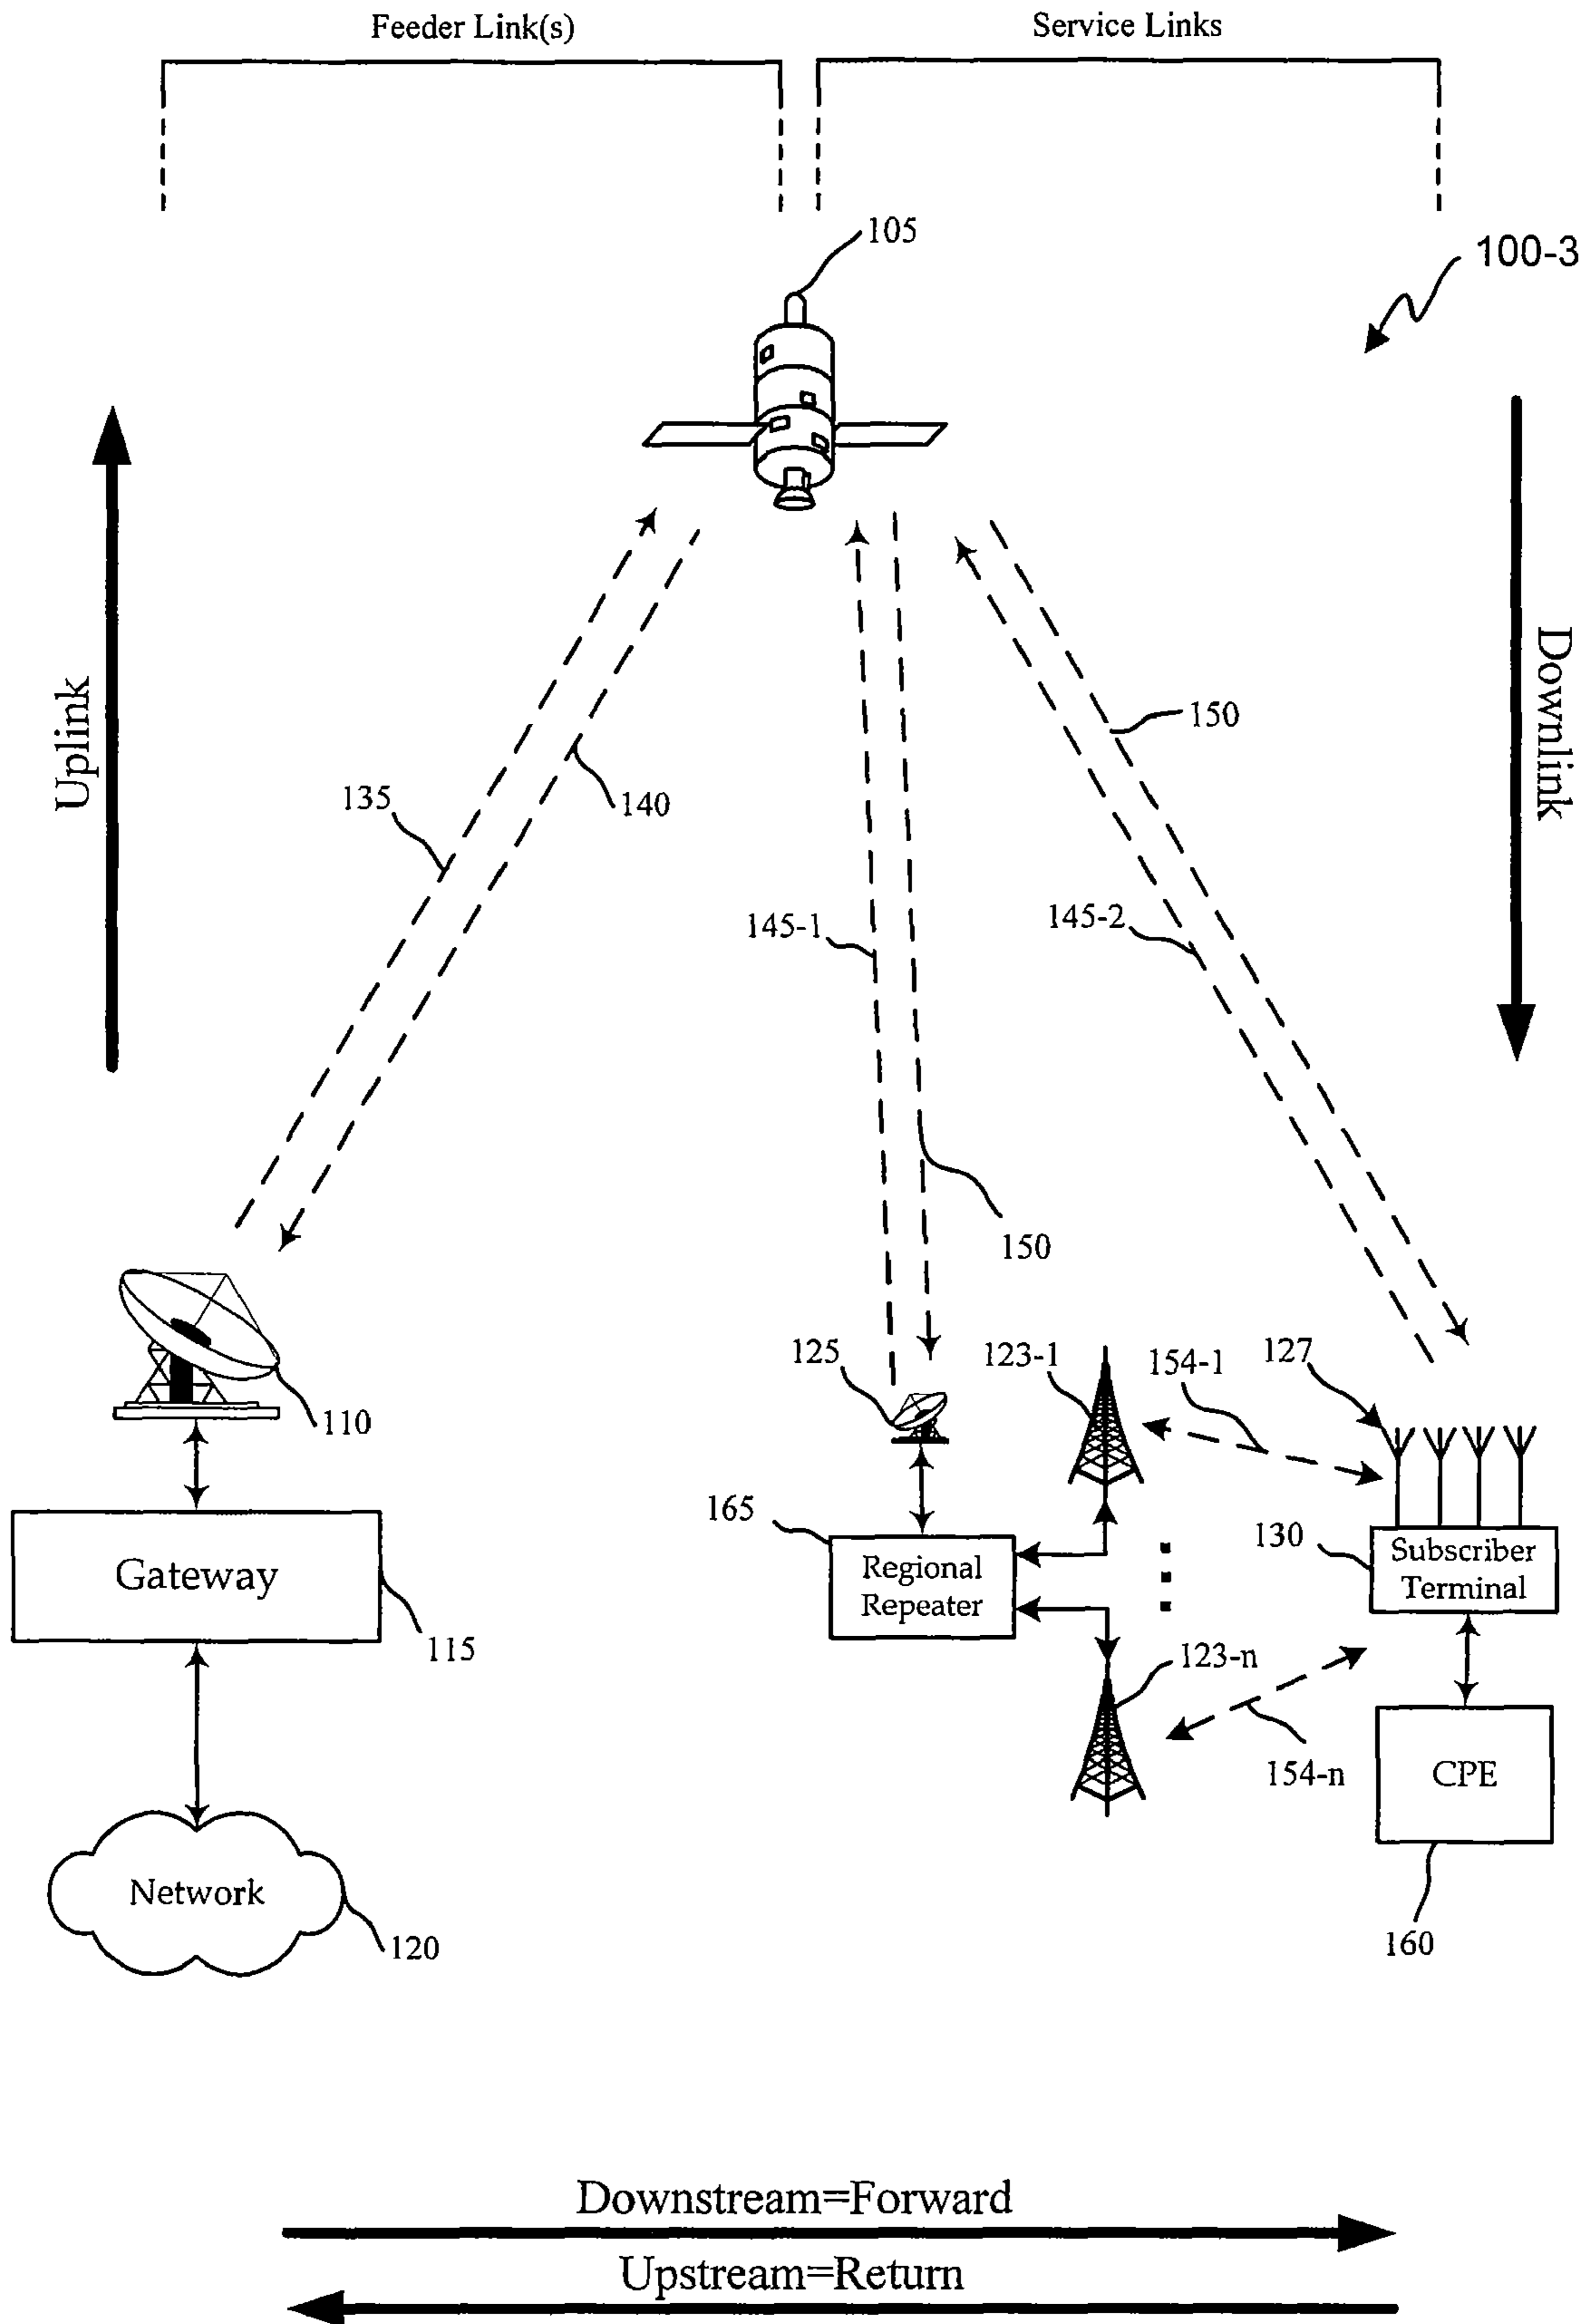 Feeder Link(s)
Service Links
105
100-3
Uplink
Downlink
150
135
140
145-1
145-2
150
125
123-1
154-1
127
110
165
130
Subscriber
Terminal
Regional
Repeater
Gateway
115
123-n
154-n
CPE
Network
120
160
Downstream=Forward
Upstream=Return